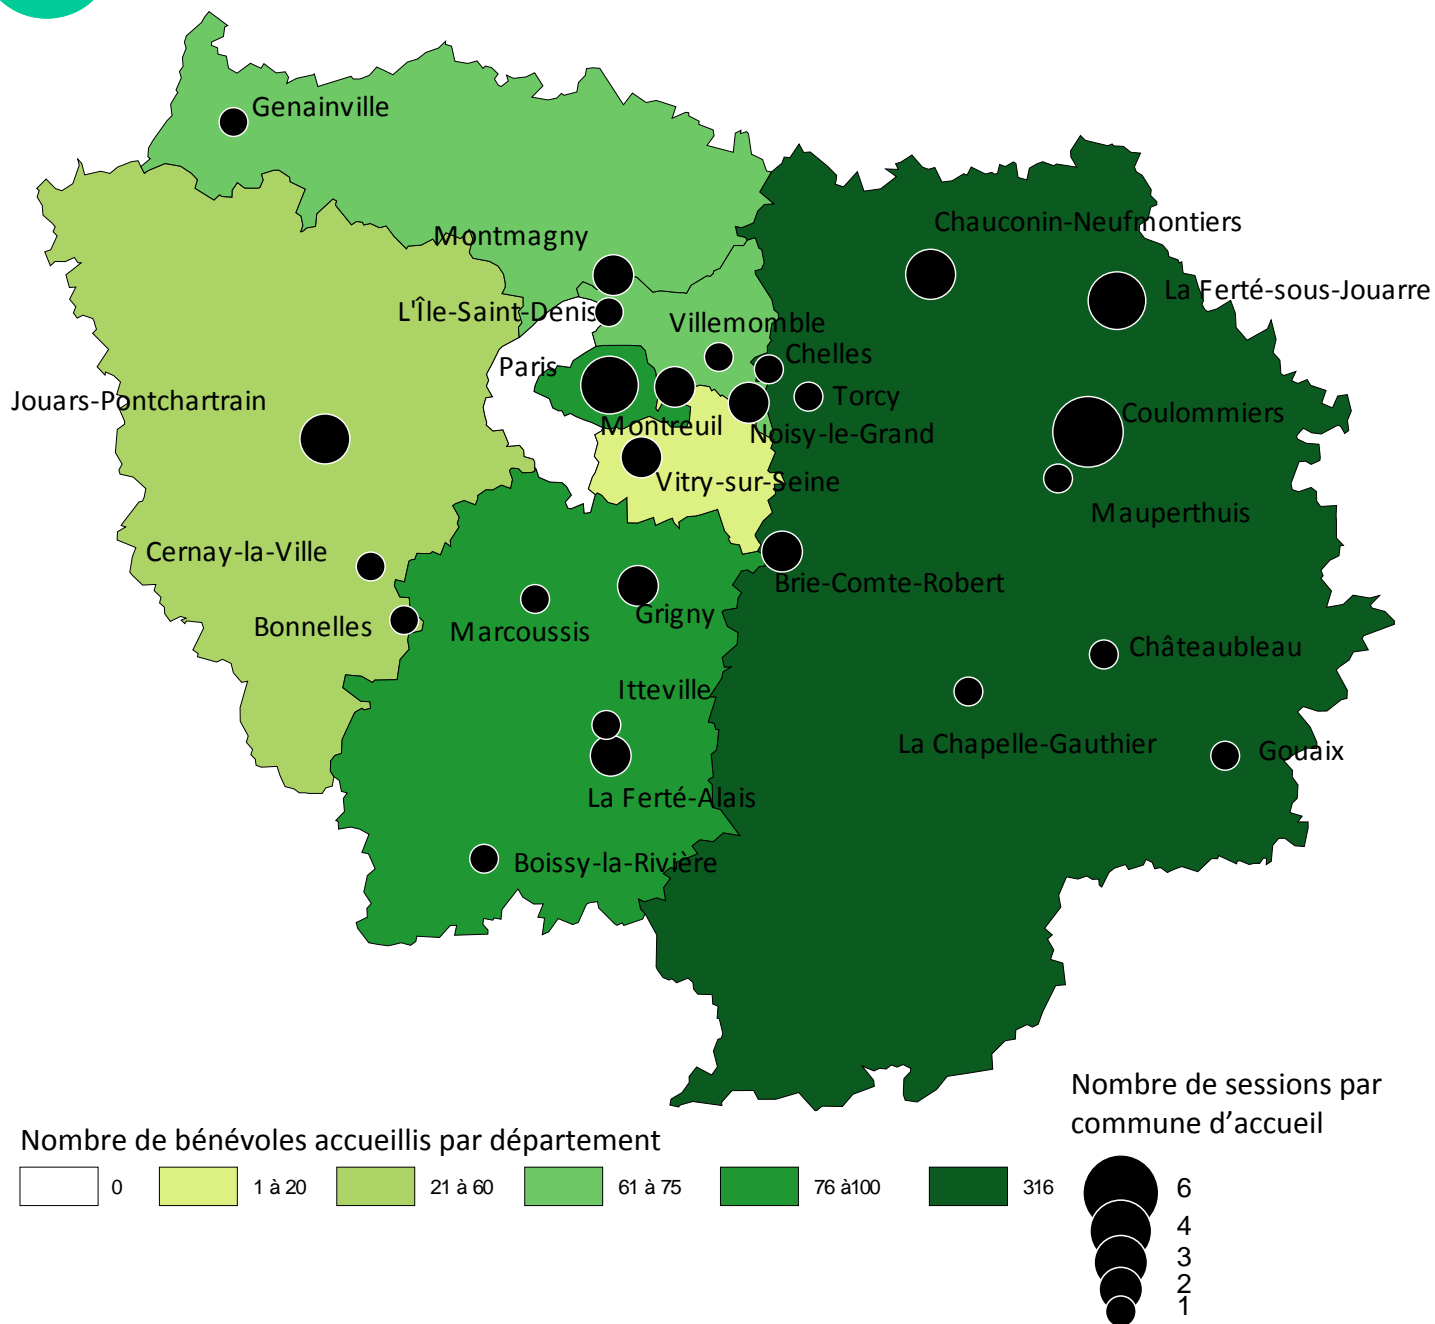 Genainville
Chauconin-Neufmontiers
Montmagny
La Ferté-sous-Jouarre
L'Île-Saint-Denis
Villemomble
Chelles
Paris
Torcy
Jouars-Pontchartrain
Coulommiers
Montreuil
Noisy-le-Grand
Vitry-sur-Seine
Mauperthuis
Cernay-la-Ville
Brie-Comte-Robert
Grigny
Bonnelles
Marcoussis
Châteaubleau
Itteville
La Chapelle-Gauthier
Gouaix
La Ferté-Alais
Boissy-la-Rivière
Nombre de sessions par
commune d’accueil
6
4
3
2
1
Nombre de bénévoles accueillis par département
0
1 à 20
21 à 60
61 à 75
76 à100
316